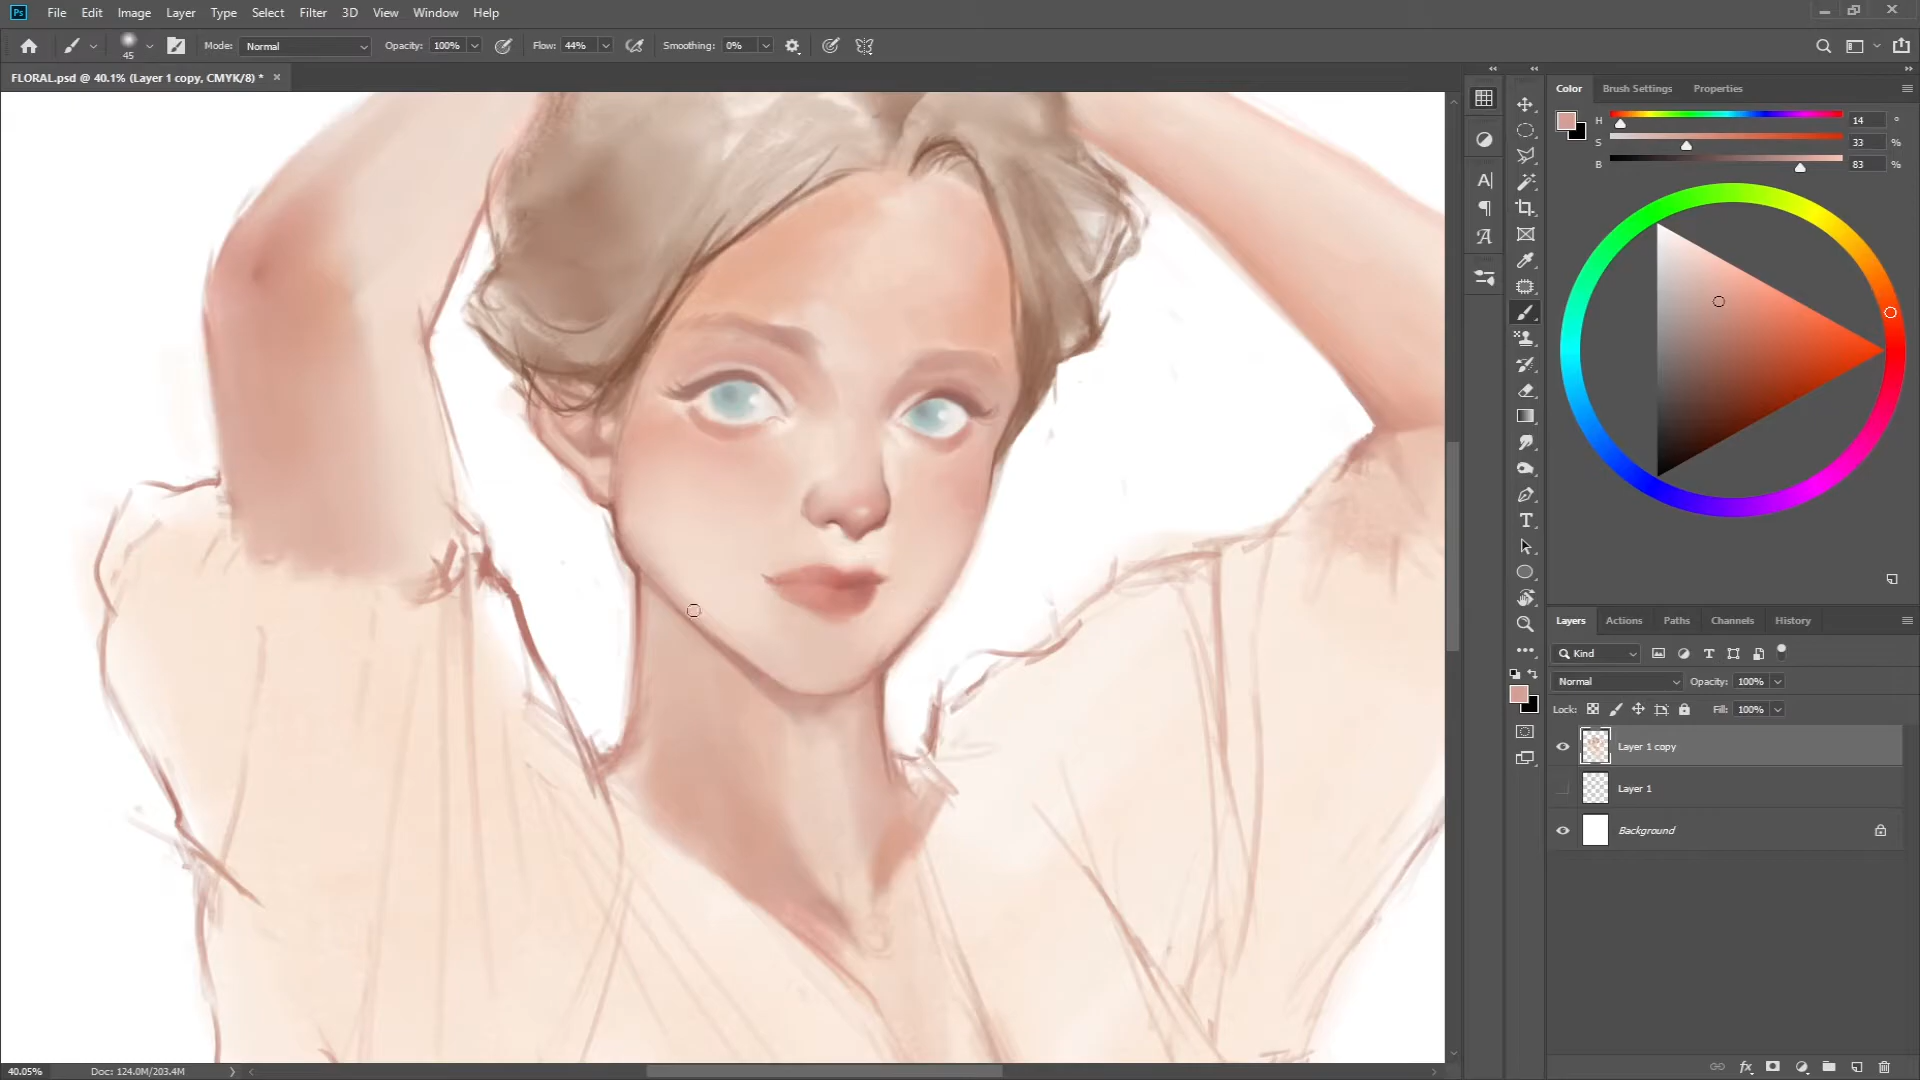 Ps File Edit Image Layer Type Select Filter 3D View Window Help
45 Mode: Normal Opacity: 100% Flow: 44% Smoothing: 0%
FLORAL.psd @ 40.1% (Layer 1 copy, CMYK/8) * ×
Color Brush Settings Properties
H 14 °
S 33 %
B 83 %
Layers Actions Paths Channels History
Kind
Normal Opacity: 100%
Lock: Fill: 100%
Layer 1 copy
Layer 1
Background
40.05% Doc: 124.0M/203.4M